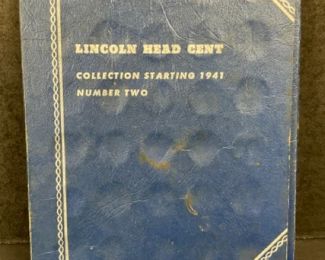 LINCOLN HEAD CENT
COLLECTION STARTING 1941
NUMBER TWO